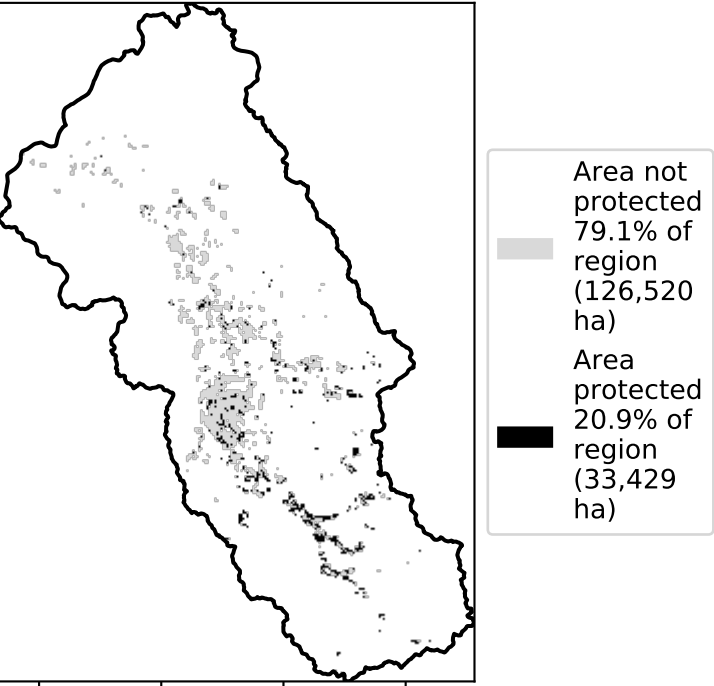 Area not
protected
79.1% of
region
(126,520
ha)
Area
protected
20.9% of
region
(33,429
ha)